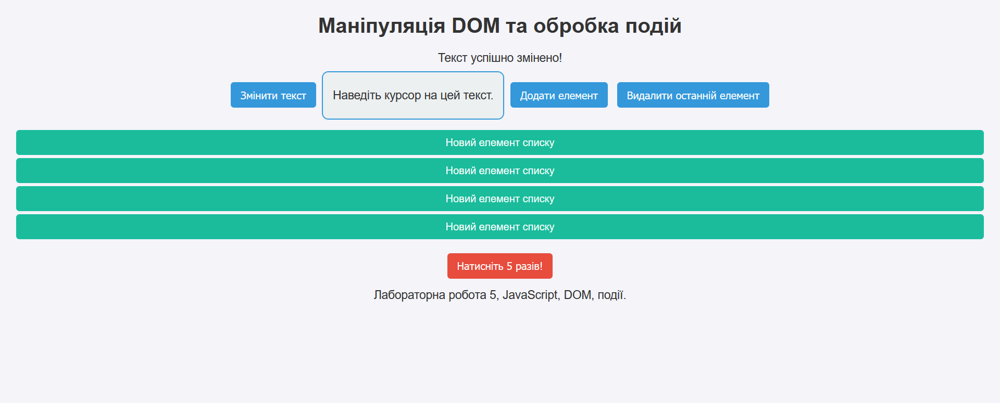 Маніпуляція DOM та обробка подій
Текст успішно змінено!
Змінити текст
Наведіть курсор на цей текст.
Додати елемент
Видалити останній елемент
Новий елемент списку
Новий елемент списку
Новий елемент списку
Новий елемент списку
Натисніть 5 разів!
Лабораторна робота 5, JavaScript, DOM, події.